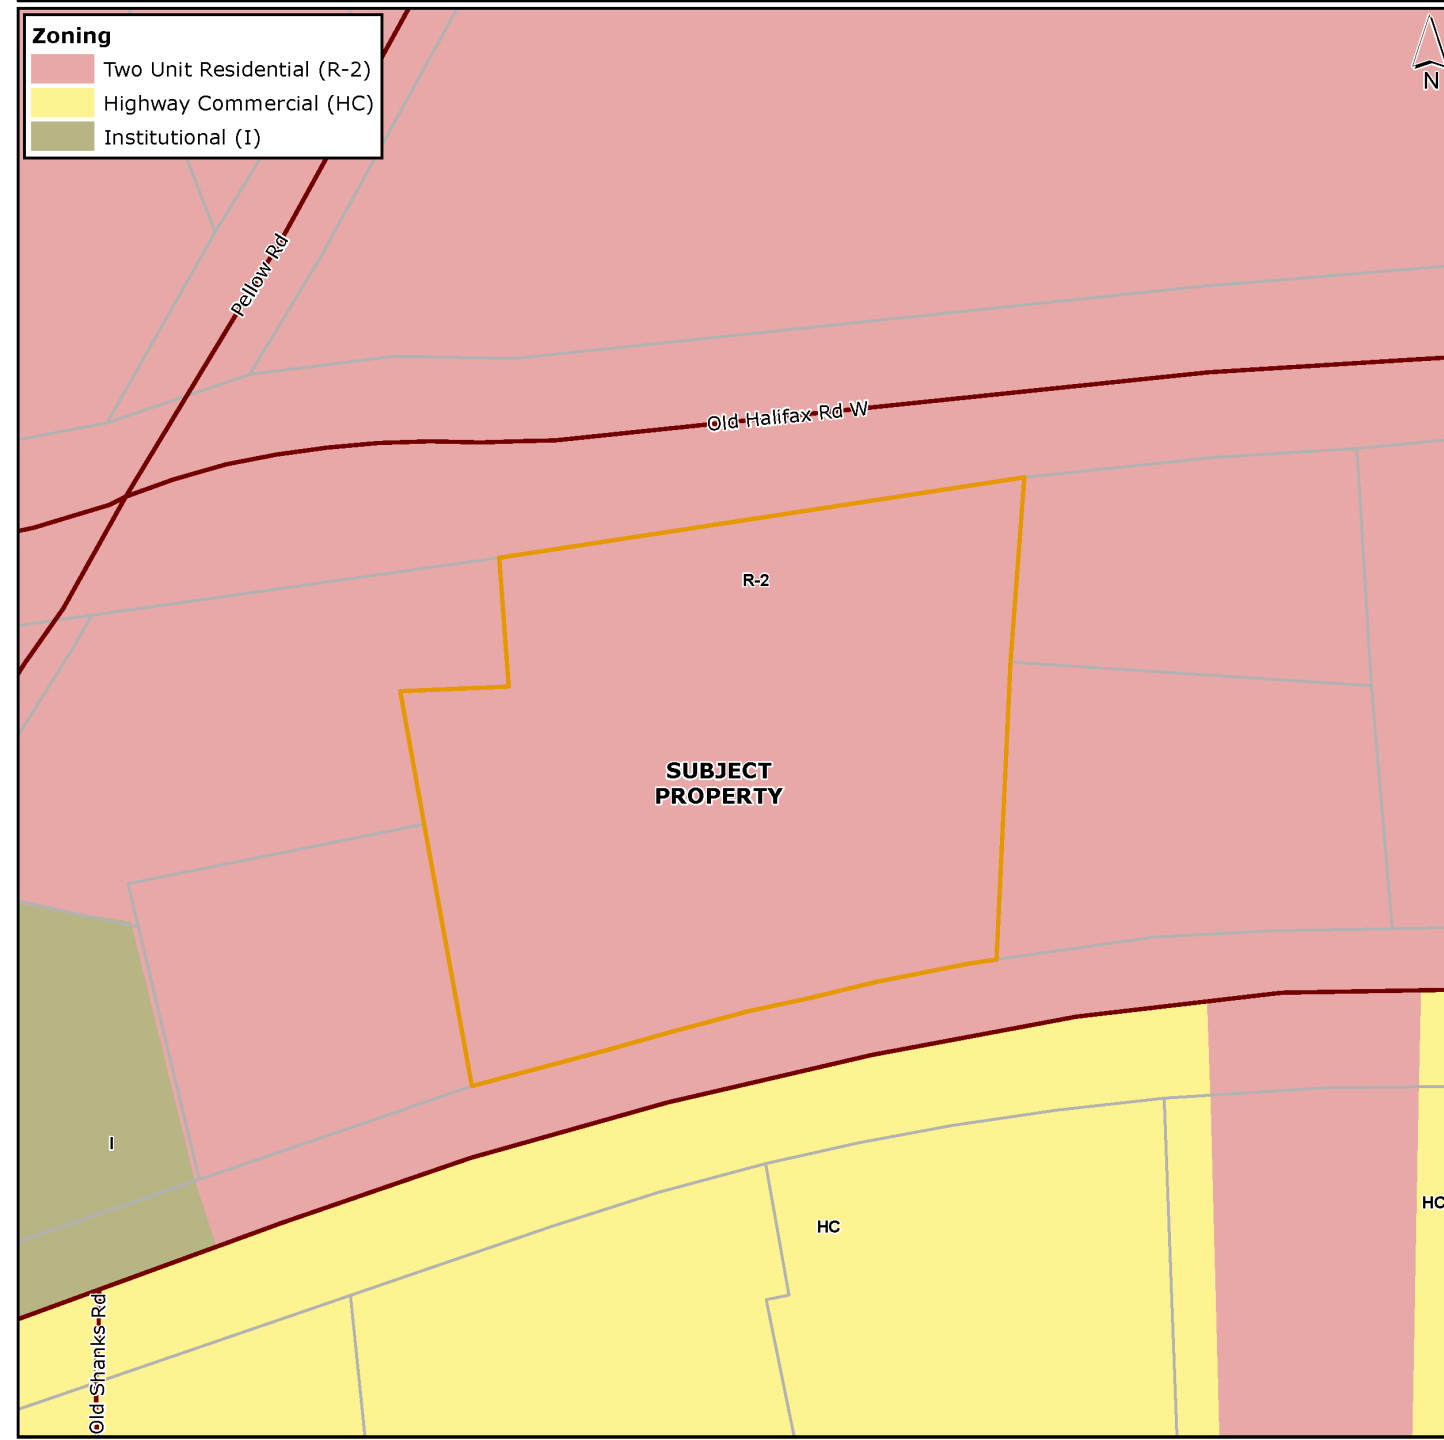 Zoning
Two Unit Residential (R-2)
Highway Commercial (HC)
Institutional (I)
N
Pellow Rd
Old Halifax Rd W
R-2
SUBJECT
PROPERTY
I
HC
HC
Old Shanks Rd